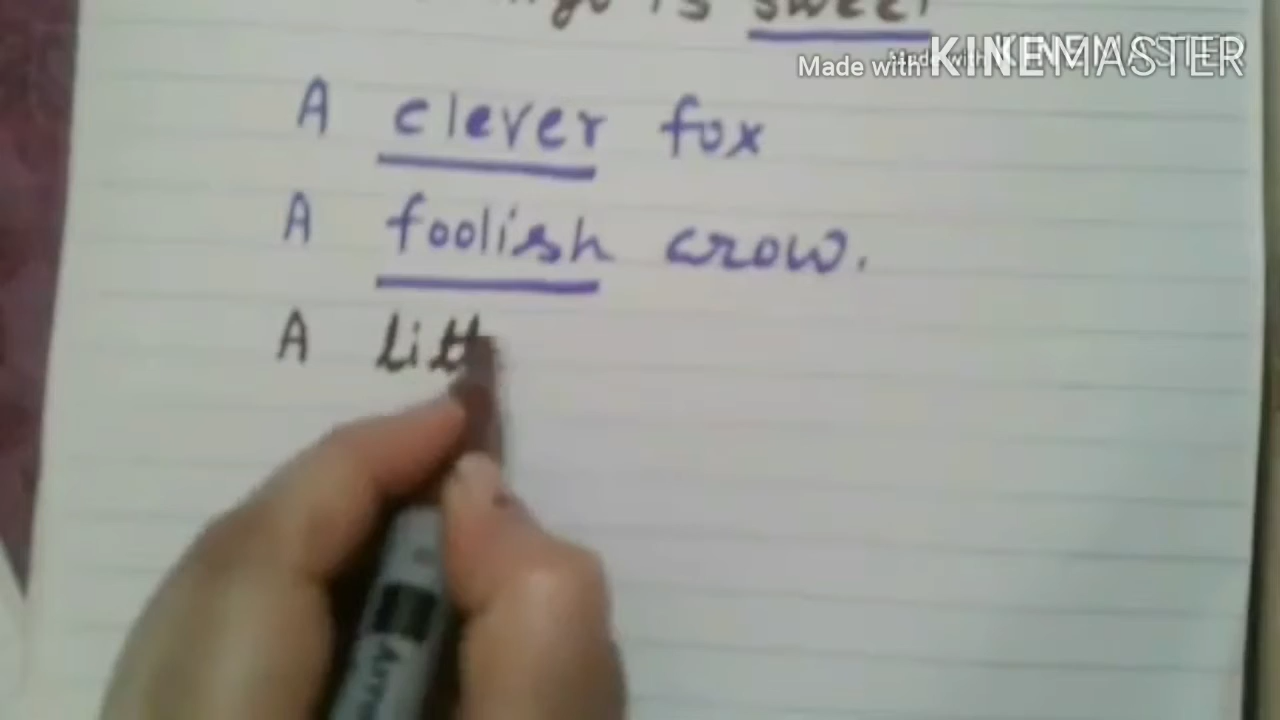 is sweet
Made with KINEMASTER
A clever fox
A foolish crow.
A litt